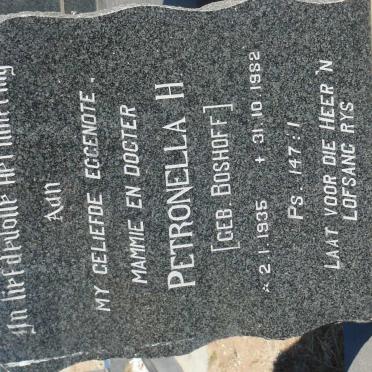 In liefdevolle Herinnering
Aan
MY GELIEFDE EGGENOTE,
MAMMIE EN DOGTER
PETRONELLA H
[GEB. BOSHOFF]
* 2.1.1935 + 31.10.1982
PS. 147:1
LAAT VOOR DIE HEER 'N
LOFSANG RYS